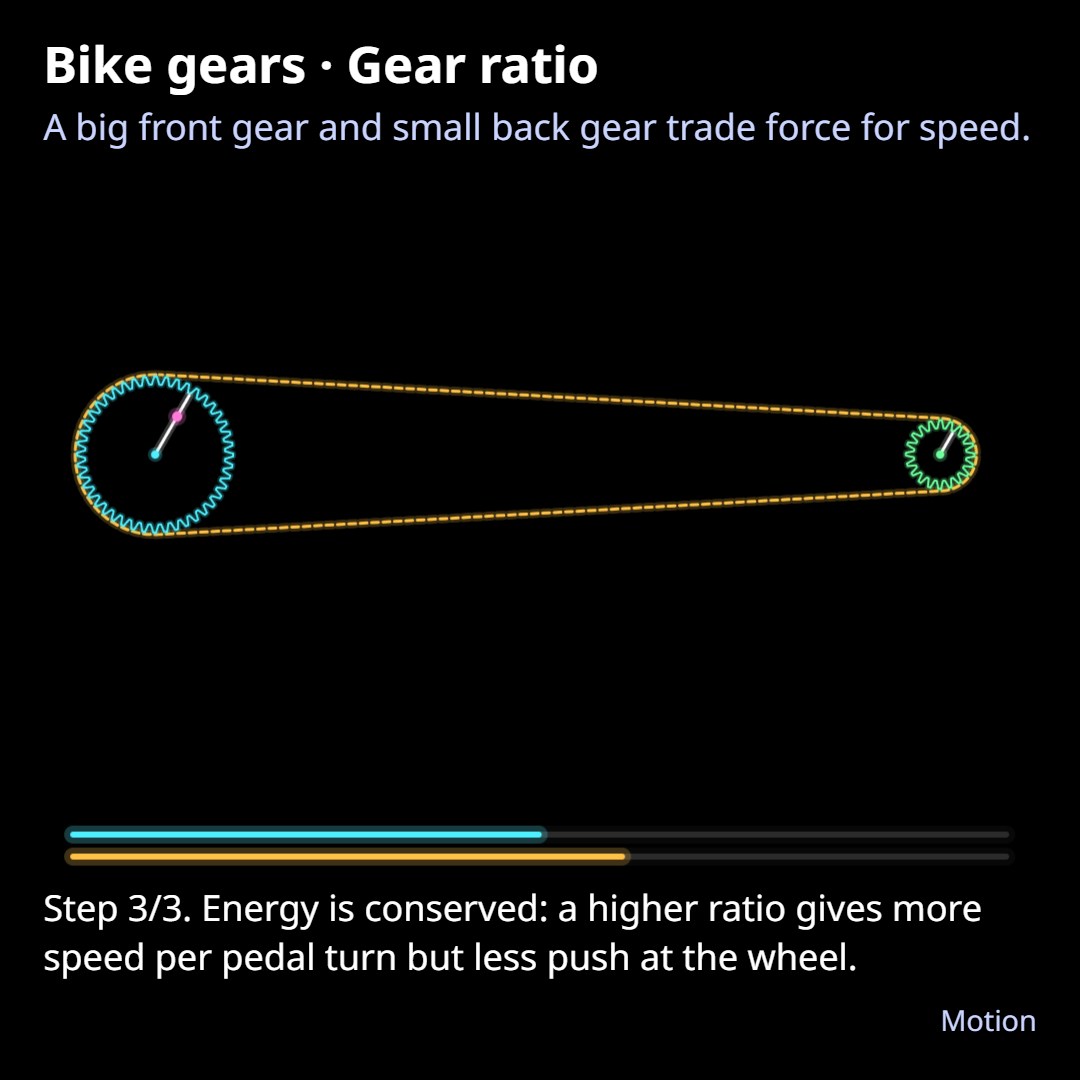 Bike gears · Gear ratio
A big front gear and small back gear trade force for speed.
Step 3/3. Energy is conserved: a higher ratio gives more
speed per pedal turn but less push at the wheel.
Motion